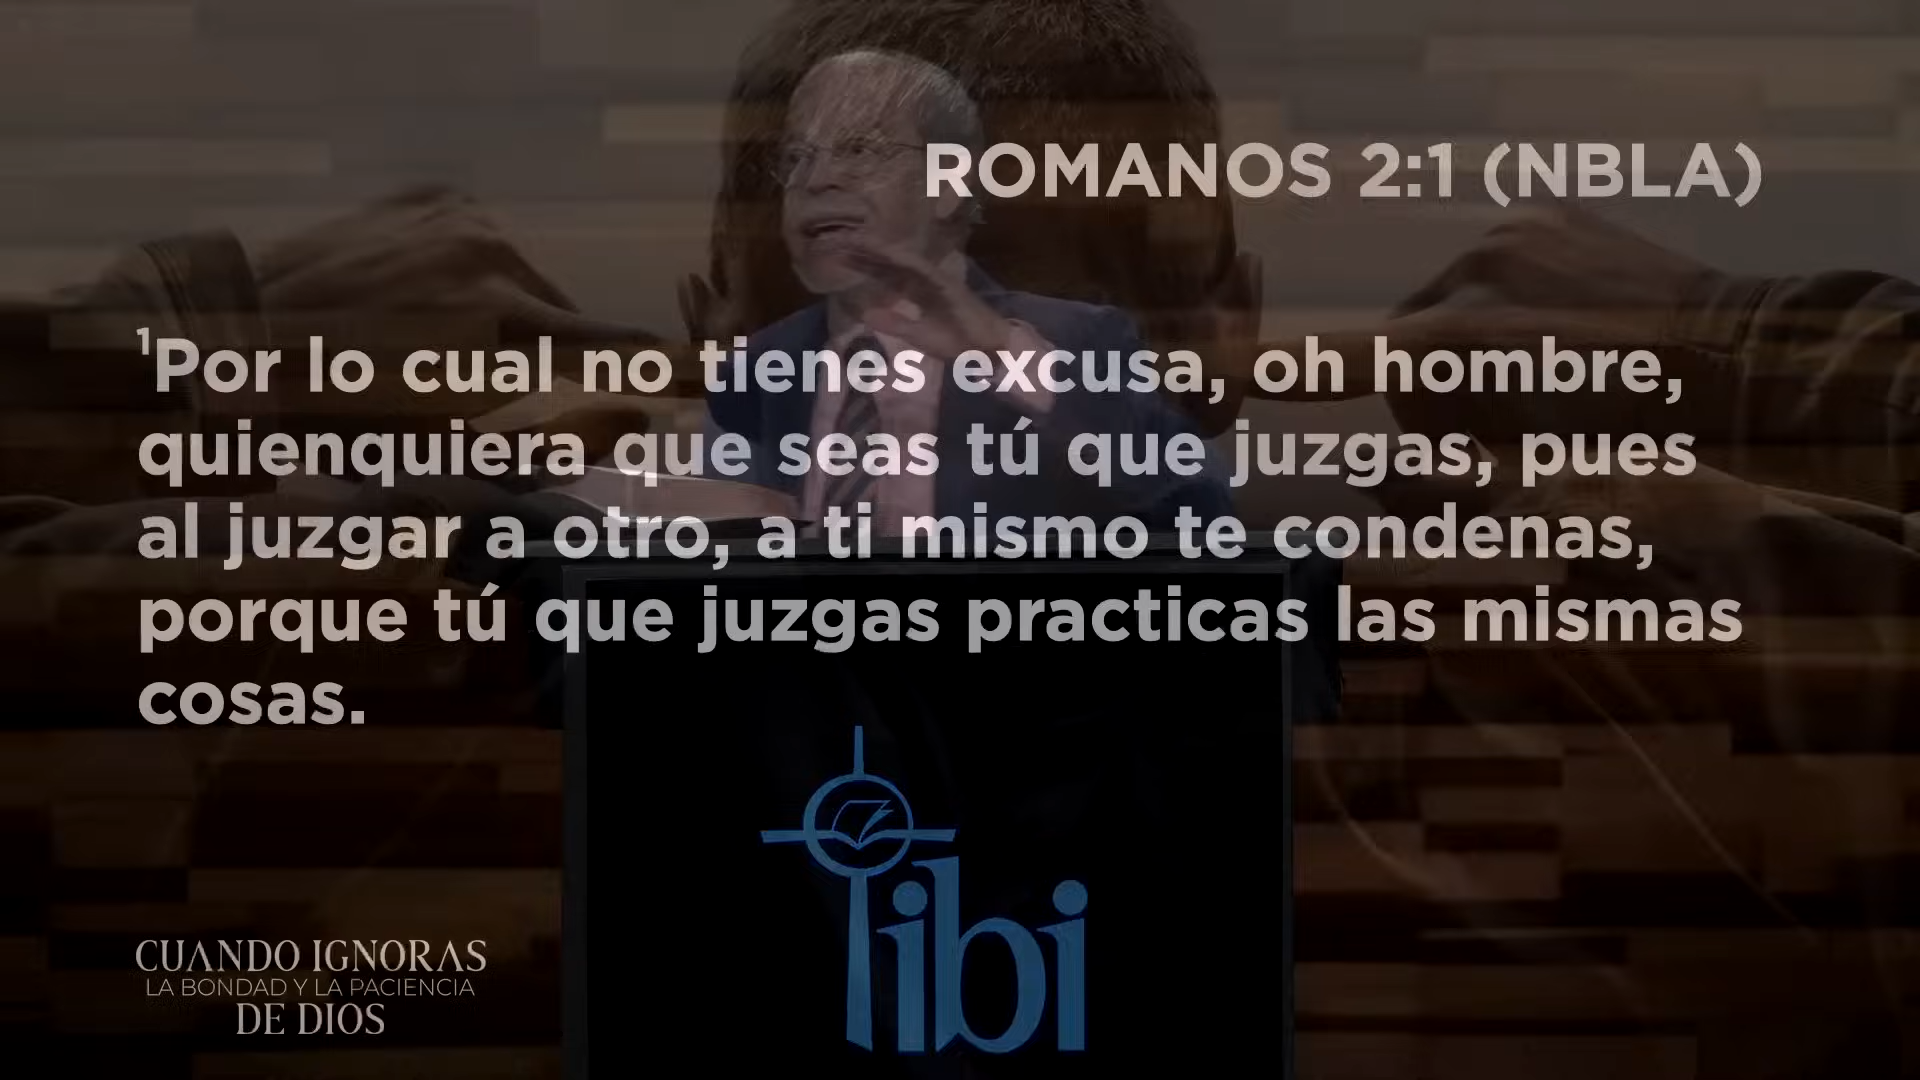 ROMANOS 2:1 (NBLA)
¹Por lo cual no tienes excusa, oh hombre,
quienquiera que seas tú que juzgas, pues
al juzgar a otro, a ti mismo te condenas,
porque tú que juzgas practicas las mismas
cosas.
ibi
CUANDO IGNORAS
LA BONDAD Y LA PACIENCIA
DE DIOS